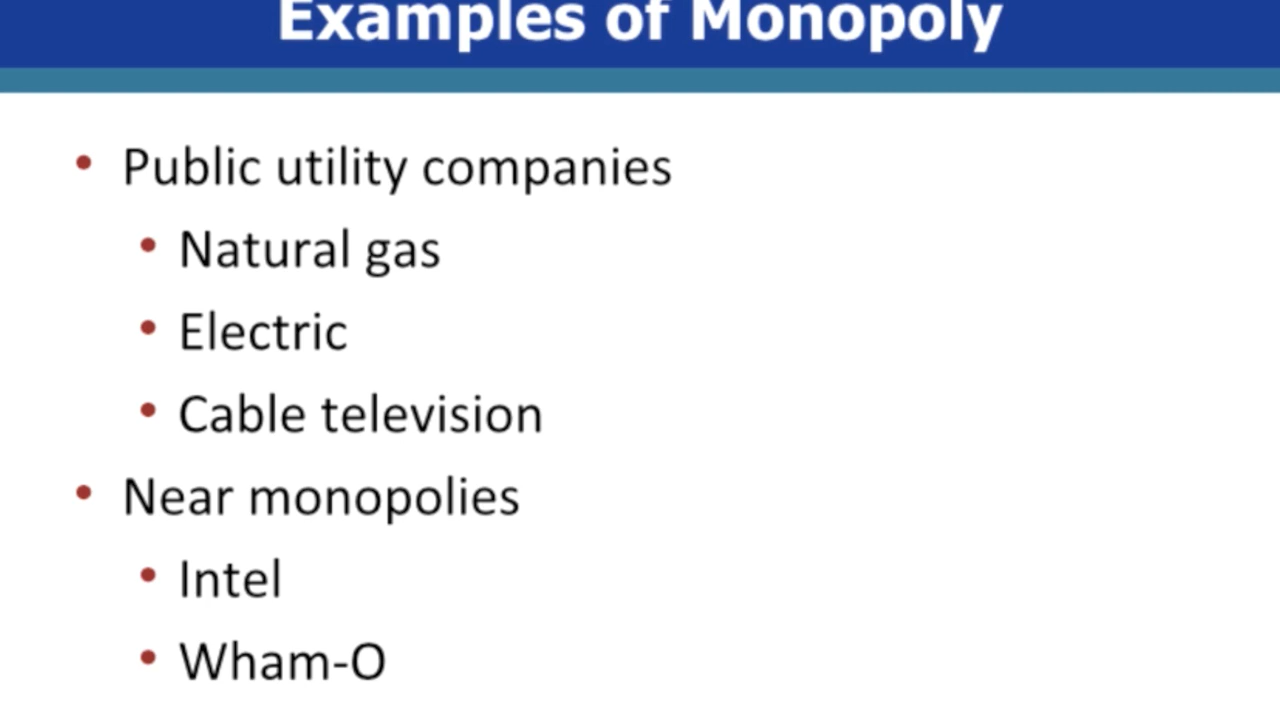 Examples of Monopoly
• Public utility companies
• Natural gas
• Electric
• Cable television
• Near monopolies
• Intel
• Wham-O